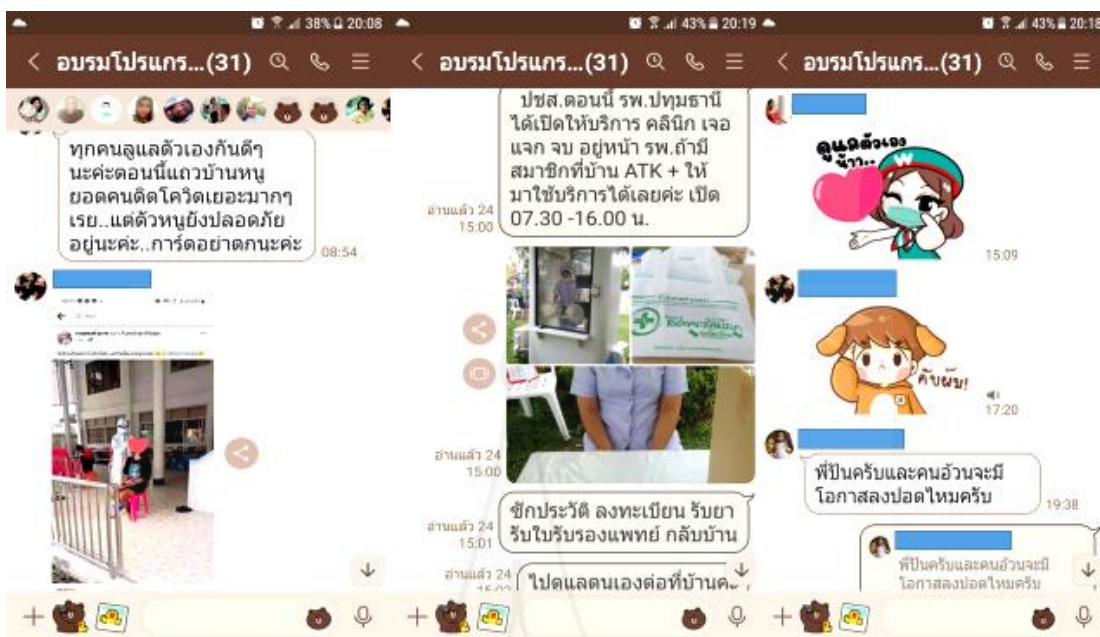 38% 20:08
อบรมโปรแกร...(31)
ทุกคนดูแลตัวเองกันดีๆ
นะค่ะตอนนี้แถวบ้านหนู
ยอดคนติดโควิดเยอะมากๆ
เรย..แต่ตัวหนูยังปลอดภัย
อยู่นะค่ะ..การ์ดอย่าตกนะค่ะ
08:54
43% 20:19
อบรมโปรแกร...(31)
ปชส.ตอนนี้ รพ.ปทุมธานี
ได้เปิดให้บริการ คลินิก เจอ
แจก จบ อยู่หน้า รพ.ถ้ามี
สมาชิกที่บ้าน ATK + ให้
มาใช้บริการได้เลยค่ะ เปิด
07.30 -16.00 น.
อ่านแล้ว 24
15:00
อ่านแล้ว 24
15:00
ซักประวัติ ลงทะเบียน รับยา
รับใบรับรองแพทย์ กลับบ้าน
อ่านแล้ว 24
15:01
ไปดูแลตนเองต่อที่บ้านค
อ่านแล้ว 24
43% 20:18
อบรมโปรแกร...(31)
ดูแลตัวเอง
น้าา..
W
15:09
คับผม!
17:20
พี่ปันครับและคนอ้วนจะมี
โอกาสลงปอดไหมครับ
19:38
พี่ปันครับและคนอ้วนจะมี
โอกาสลงปอดไหมครับ